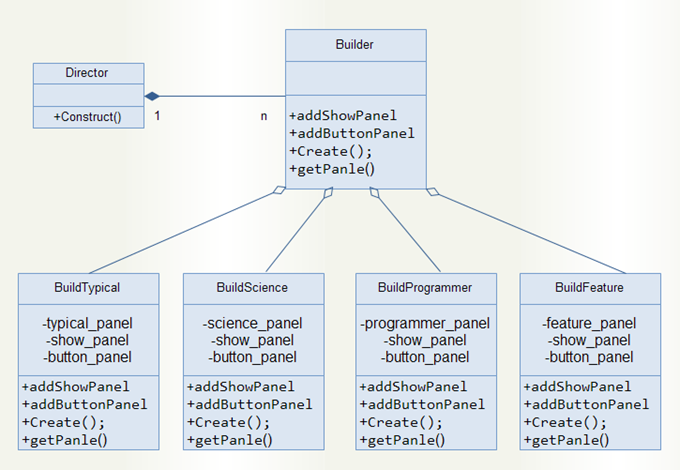 Builder
+addShowPanel
+addButtonPanel
+Create();
+getPanle()
Director
+Construct()
1
n
BuildTypical
-typical_panel
-show_panel
-button_panel
+addShowPanel
+addButtonPanel
+Create();
+getPanle()
BuildScience
-science_panel
-show_panel
-button_panel
+addShowPanel
+addButtonPanel
+Create();
+getPanle()
BuildProgrammer
-programmer_panel
-show_panel
-button_panel
+addShowPanel
+addButtonPanel
+Create();
+getPanle()
BuildFeature
-feature_panel
-show_panel
-button_panel
+addShowPanel
+addButtonPanel
+Create();
+getPanle()